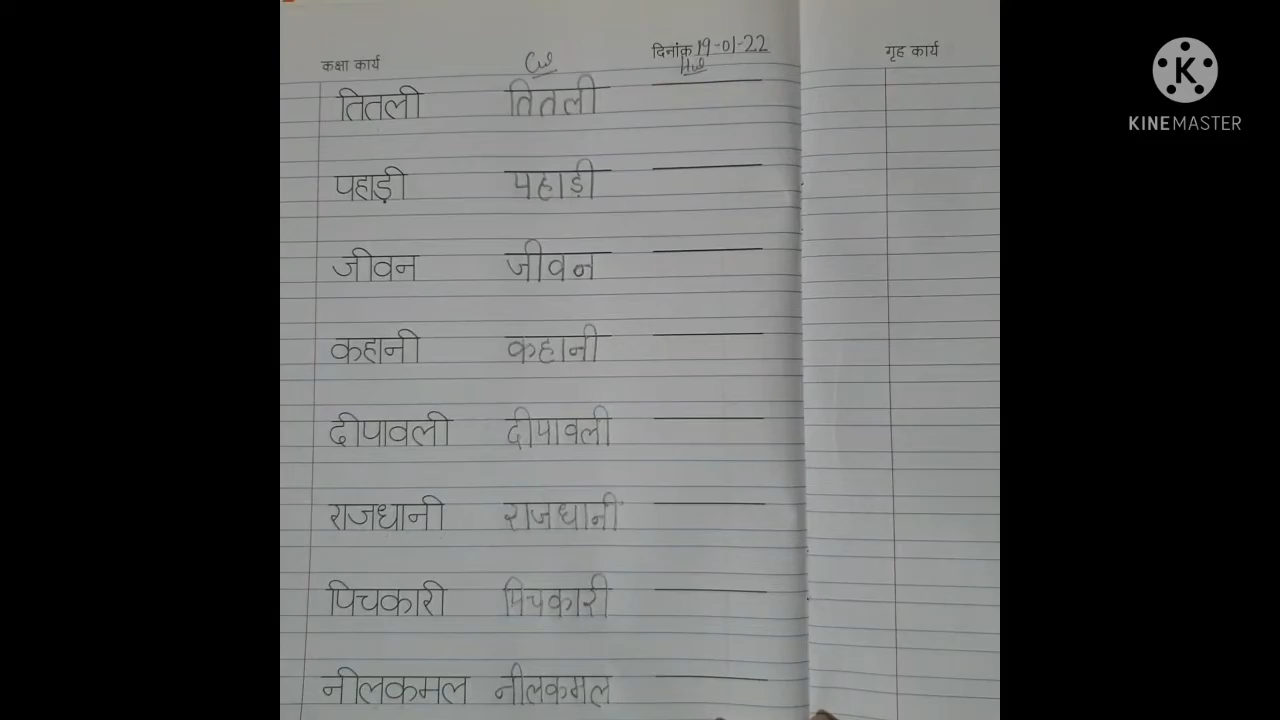 कक्षा कार्य Cw दिनांक 19-01-22 गृह कार्य
Hw
तितली तितली
पहाड़ी पहाड़ी
जीवन जीवन
कहानी कहानी
दीपावली दीपावली
राजधानी राजधानी
पिचकारी पिचकारी
नीलकमल नीलकमल
K
KINEMASTER